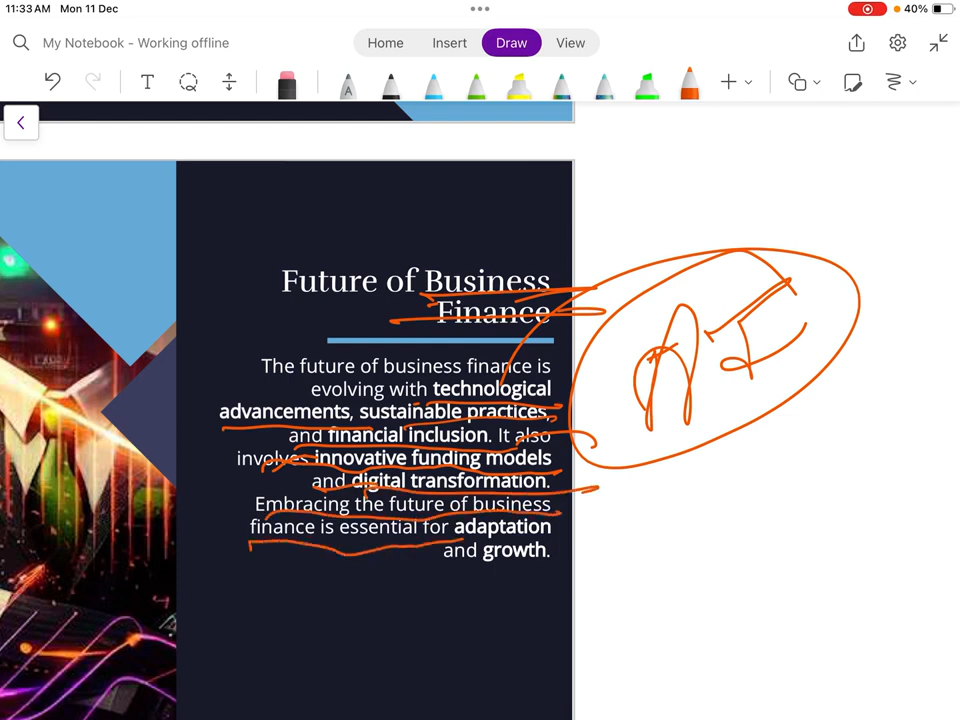 11:33 AM Mon 11 Dec
40%
My Notebook - Working offline
Home Insert Draw View
T
A
Future of Business
Finance
The future of business finance is
evolving with technological
advancements, sustainable practices,
and financial inclusion. It also
involves innovative funding models
and digital transformation.
Embracing the future of business
finance is essential for adaptation
and growth.
AI